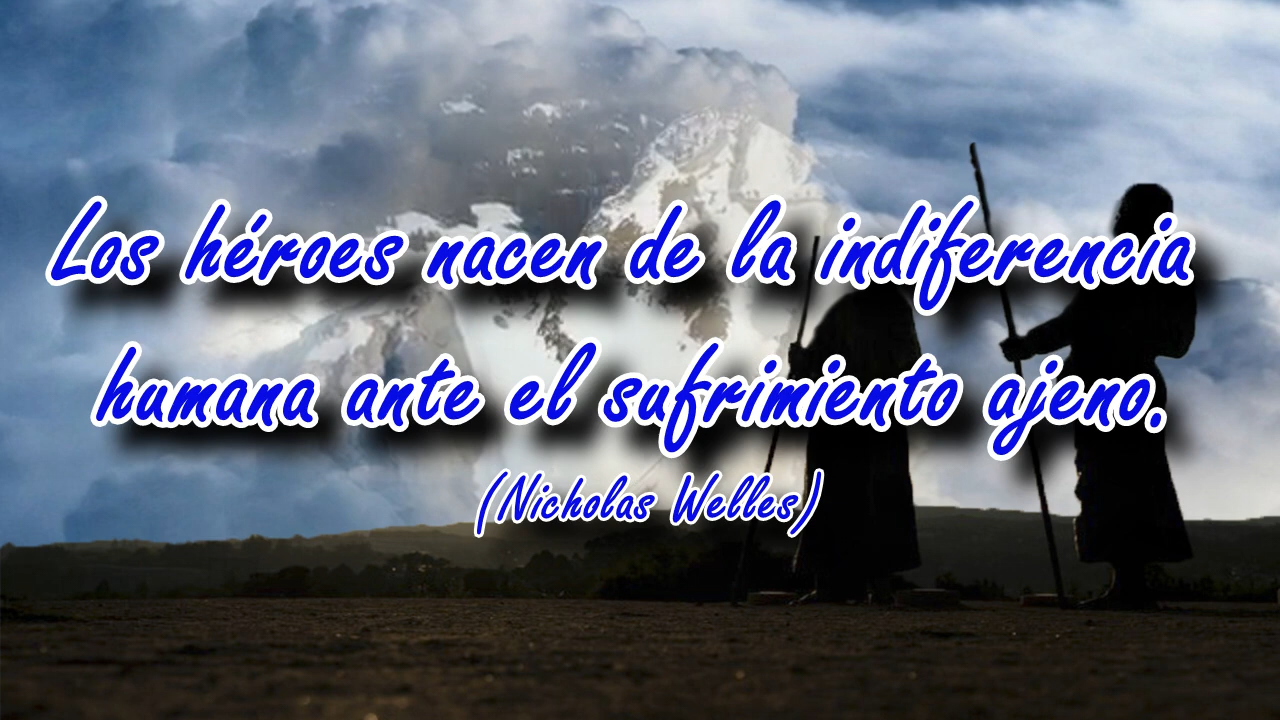 Los héroes nacen de la indiferencia
humana ante el sufrimiento ajeno.
(Nicholas Welles)